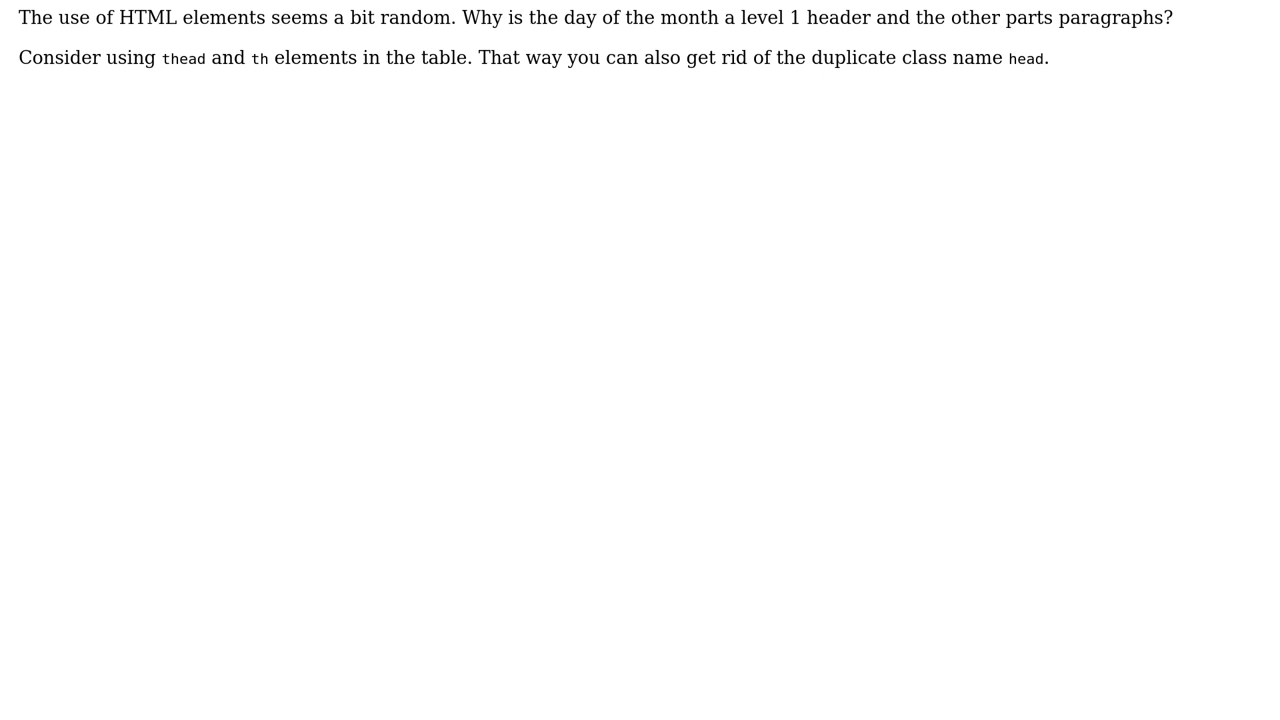 The use of HTML elements seems a bit random. Why is the day of the month a level 1 header and the other parts paragraphs?
Consider using thead and th elements in the table. That way you can also get rid of the duplicate class name head.